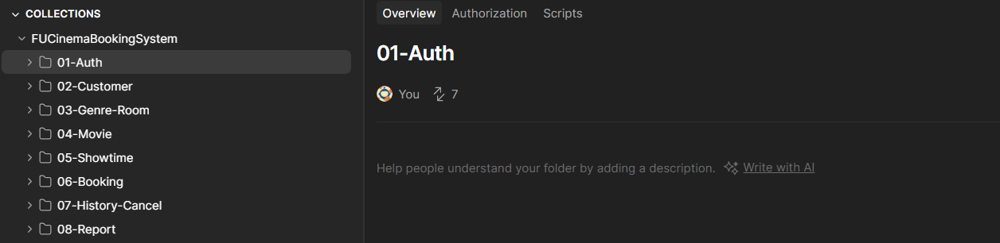 COLLECTIONS
FUCinemaBookingSystem
01-Auth
02-Customer
03-Genre-Room
04-Movie
05-Showtime
06-Booking
07-History-Cancel
08-Report
Overview Authorization Scripts
01-Auth
You 7
Help people understand your folder by adding a description. Write with AI